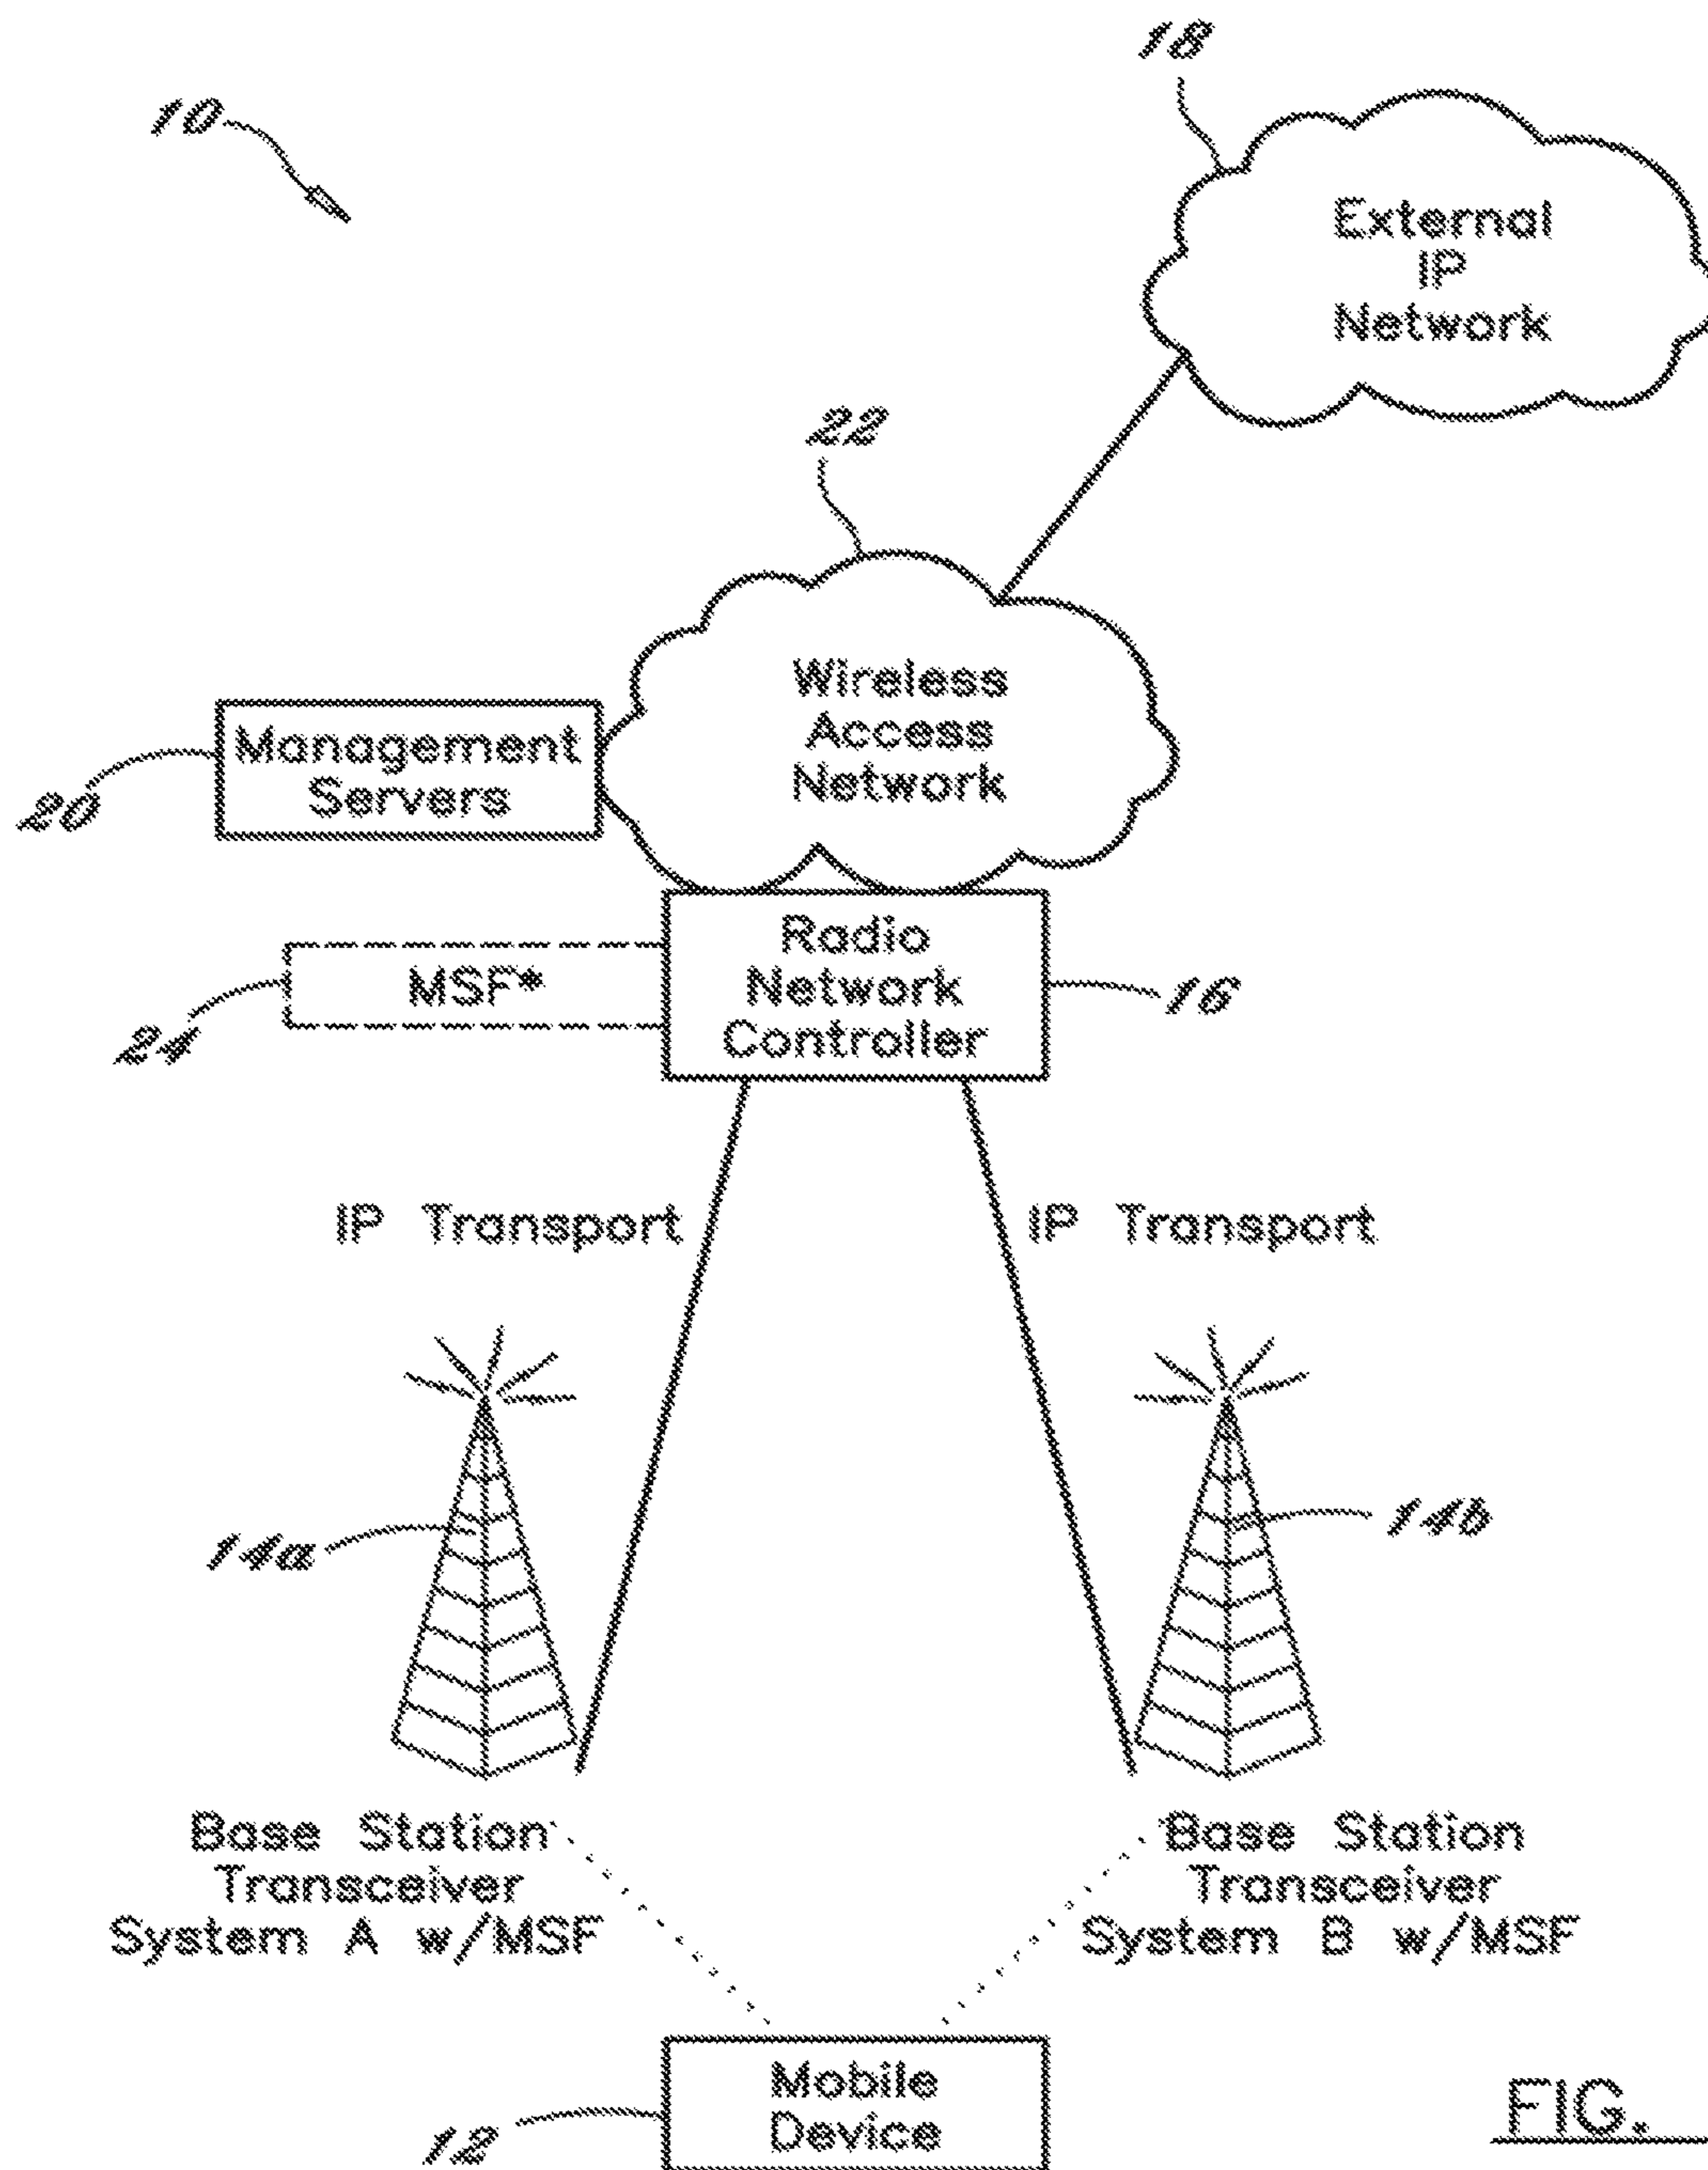 18
10
External
IP
Network
22
Wireless
Access
Network
Management
Servers
20
Radio
Network
Controller
MSF*
16
24
IP Transport
IP Transport
14a
14b
Base Station
Transceiver
System A w/MSF
Base Station
Transceiver
System B w/MSF
Mobile
Device
12
FIG.